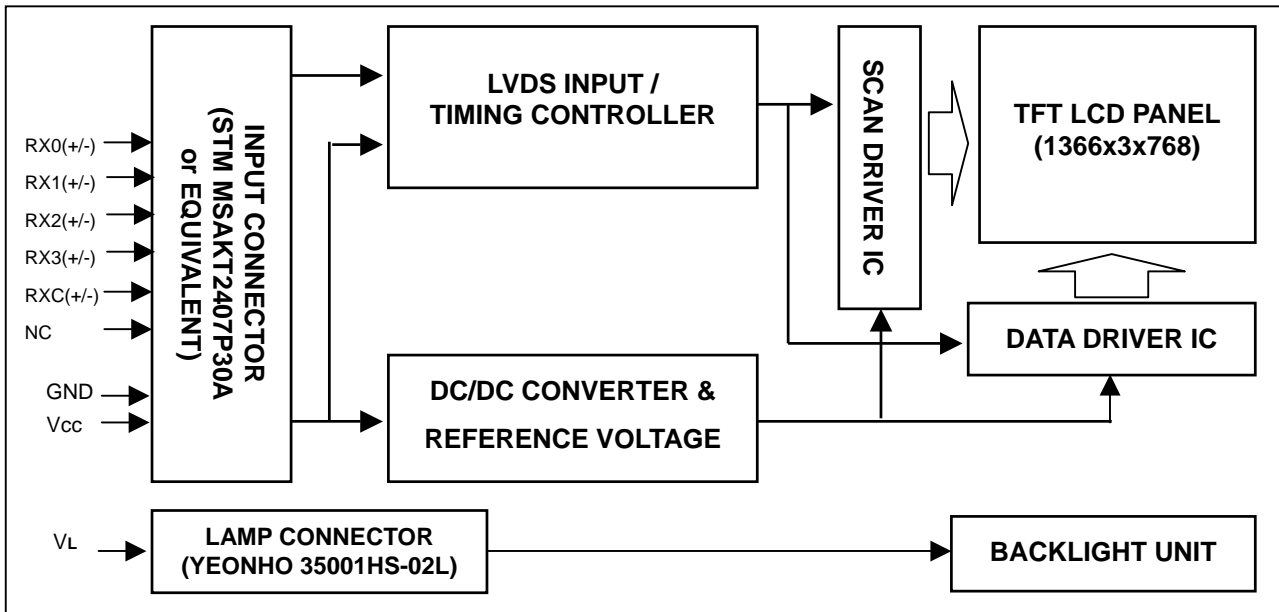 RX0(+/-)
RX1(+/-)
RX2(+/-)
RX3(+/-)
RXC(+/-)
NC
GND
Vcc
INPUT CONNECTOR
(STM MSAKT2407P30A
or EQUIVALENT)
LVDS INPUT /
TIMING CONTROLLER
SCAN DRIVER IC
TFT LCD PANEL
(1366x3x768)
DATA DRIVER IC
DC/DC CONVERTER &
REFERENCE VOLTAGE
VL
LAMP CONNECTOR
(YEONHO 35001HS-02L)
BACKLIGHT UNIT